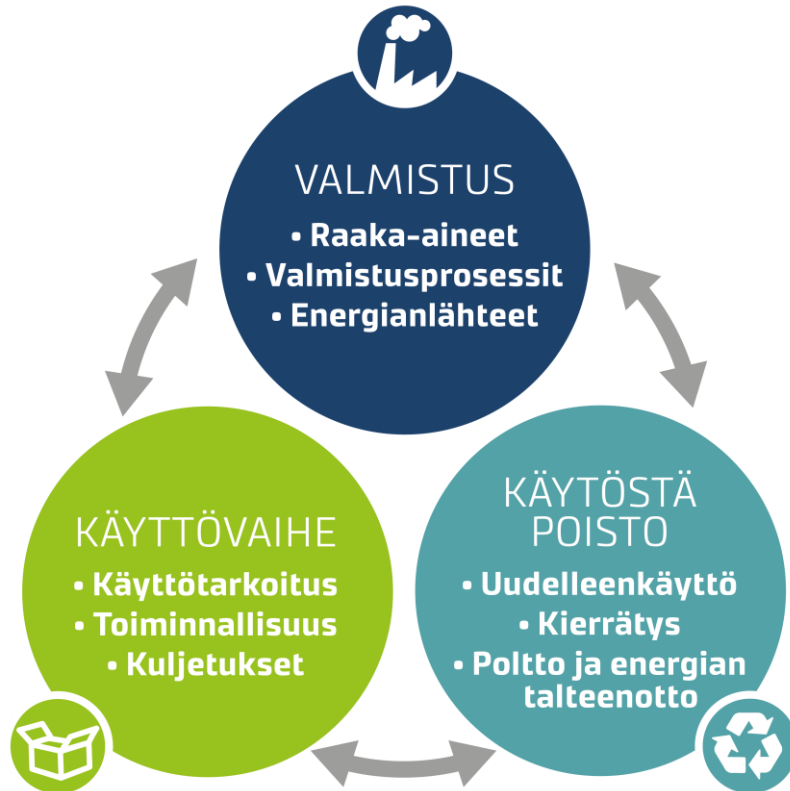 VALMISTUS
• Raaka-aineet
• Valmistusprosessit
• Energianlähteet
KÄYTTÖVAIHE
• Käyttötarkoitus
• Toiminnallisuus
• Kuljetukset
KÄYTÖSTÄ
POISTO
• Uudelleenkäyttö
• Kierrätys
• Poltto ja energian
talteenotto